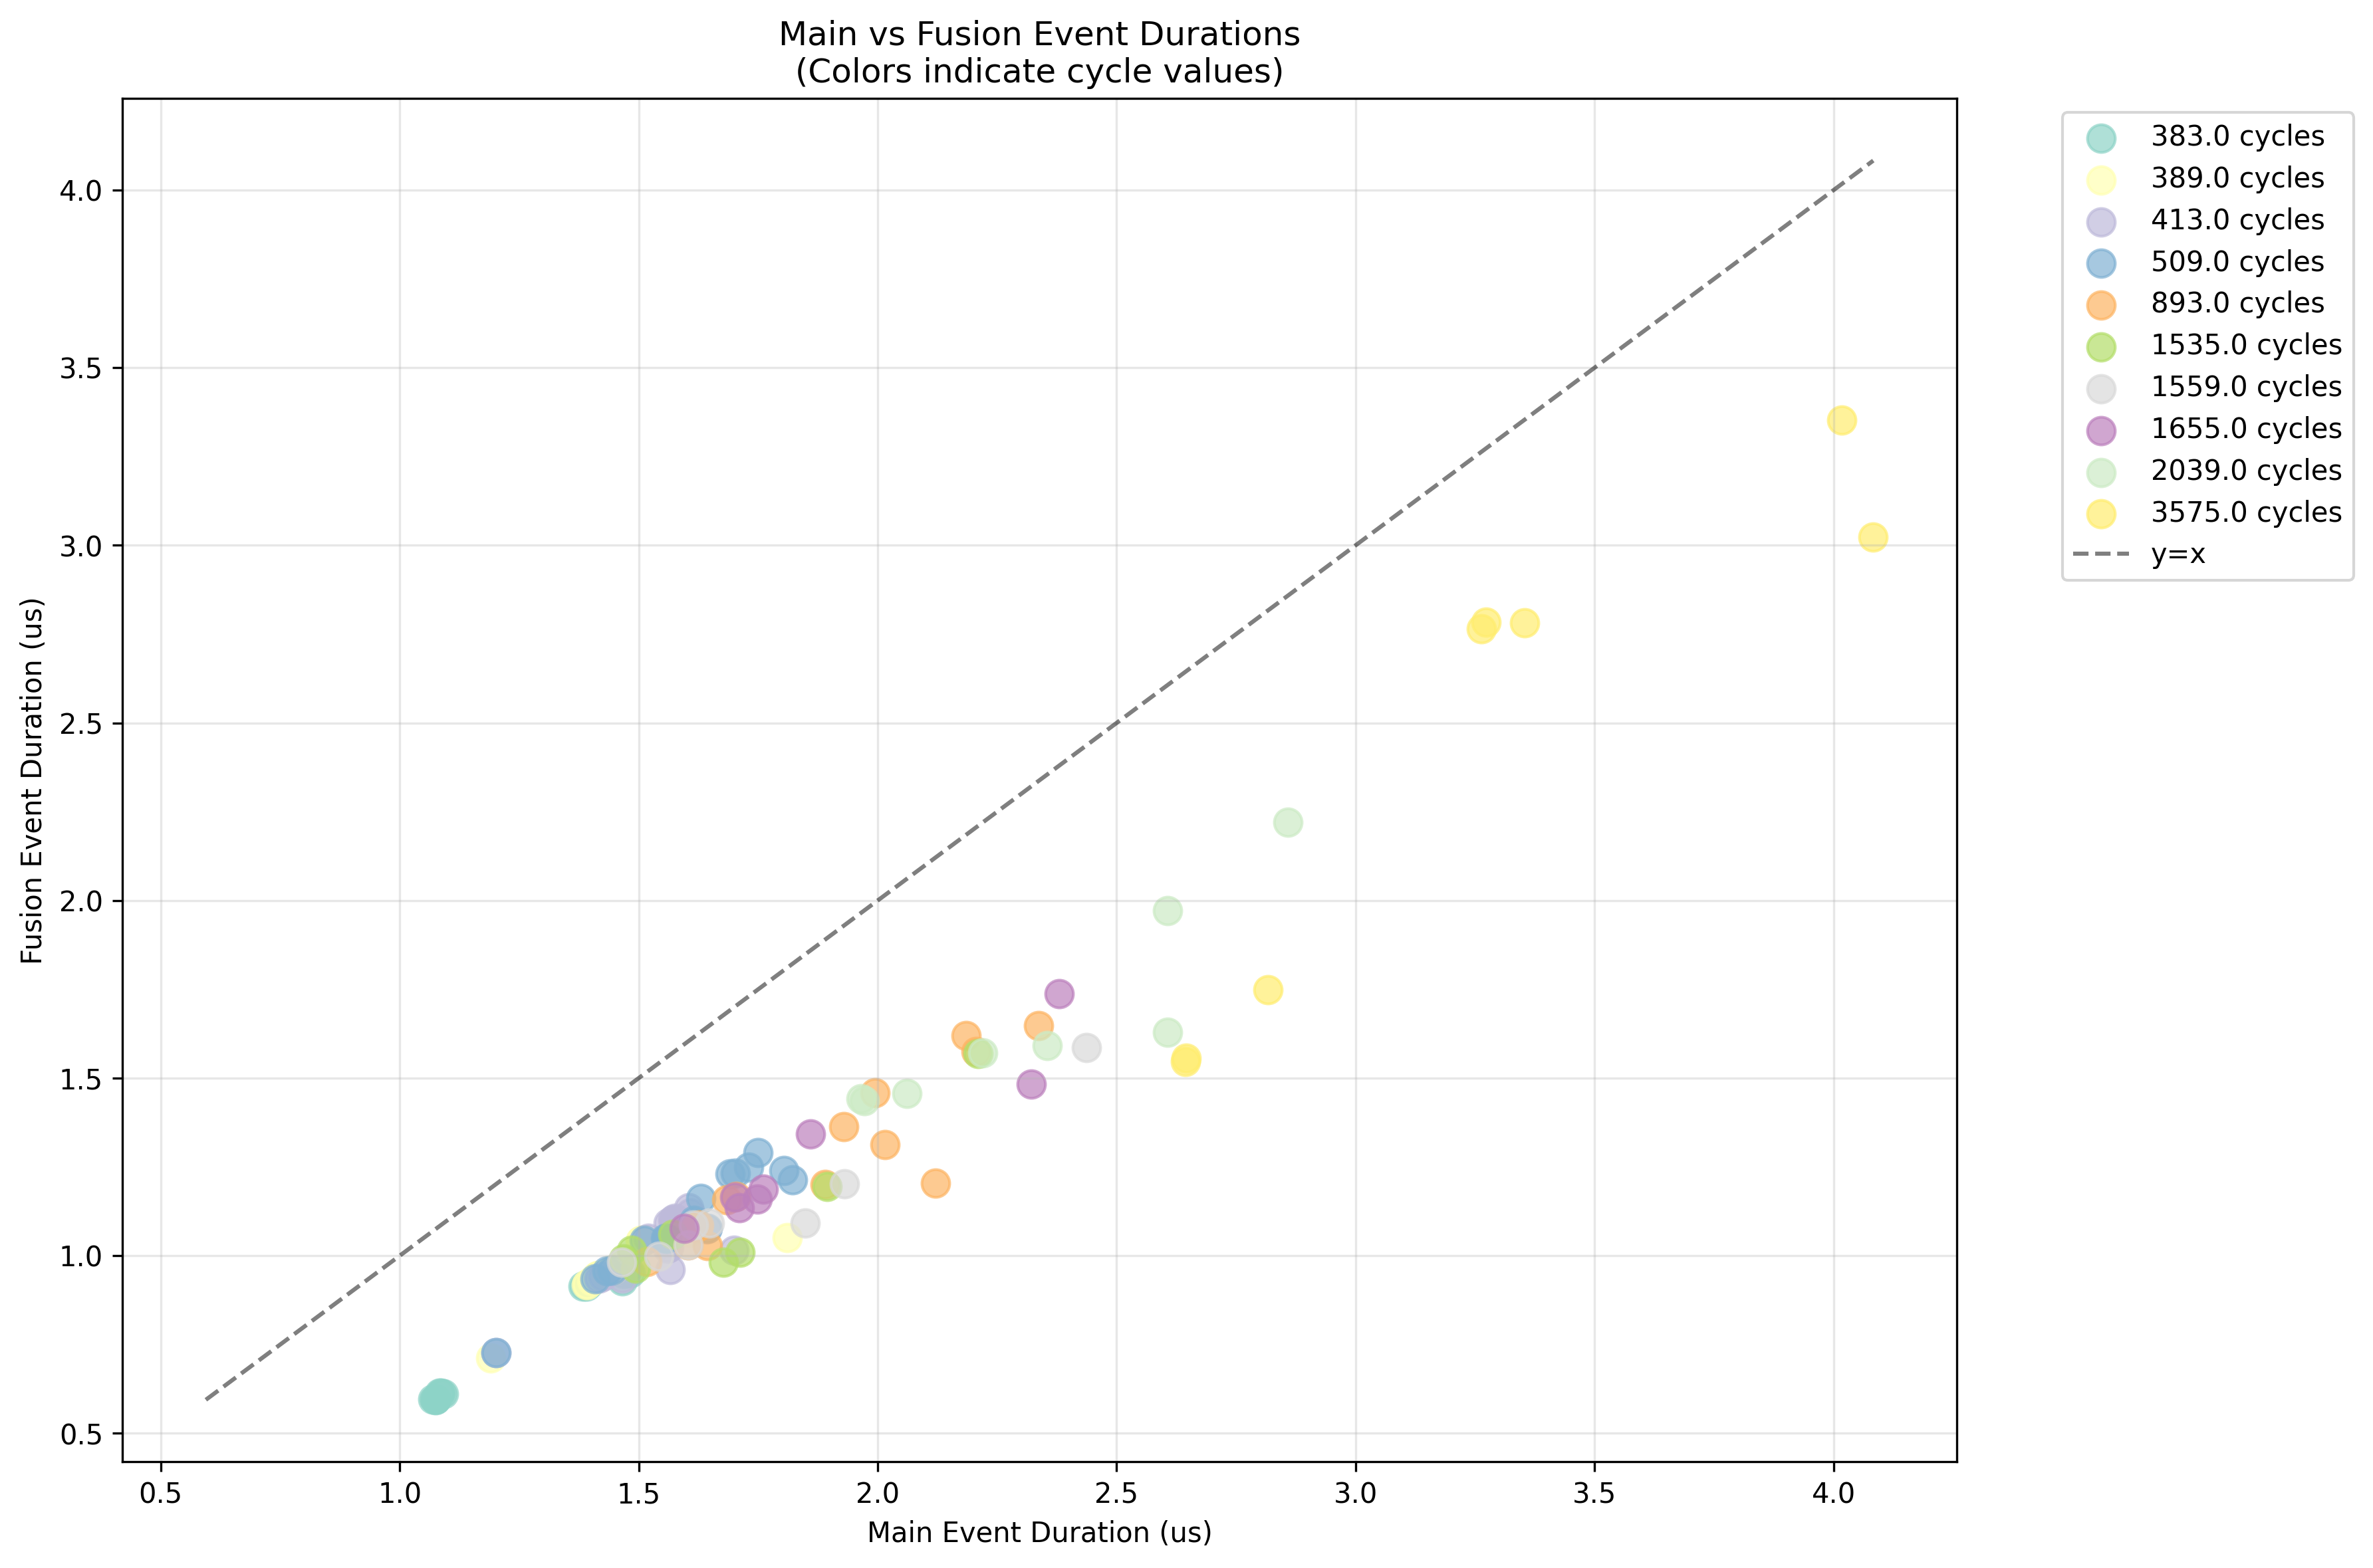 Main vs Fusion Event Durations
(Colors indicate cycle values)
Fusion Event Duration (us)
4.0
3.5
3.0
2.5
2.0
1.5
1.0
0.5
0.5
1.0
1.5
2.0
2.5
3.0
3.5
4.0
Main Event Duration (us)
383.0 cycles
389.0 cycles
413.0 cycles
509.0 cycles
893.0 cycles
1535.0 cycles
1559.0 cycles
1655.0 cycles
2039.0 cycles
3575.0 cycles
y=x